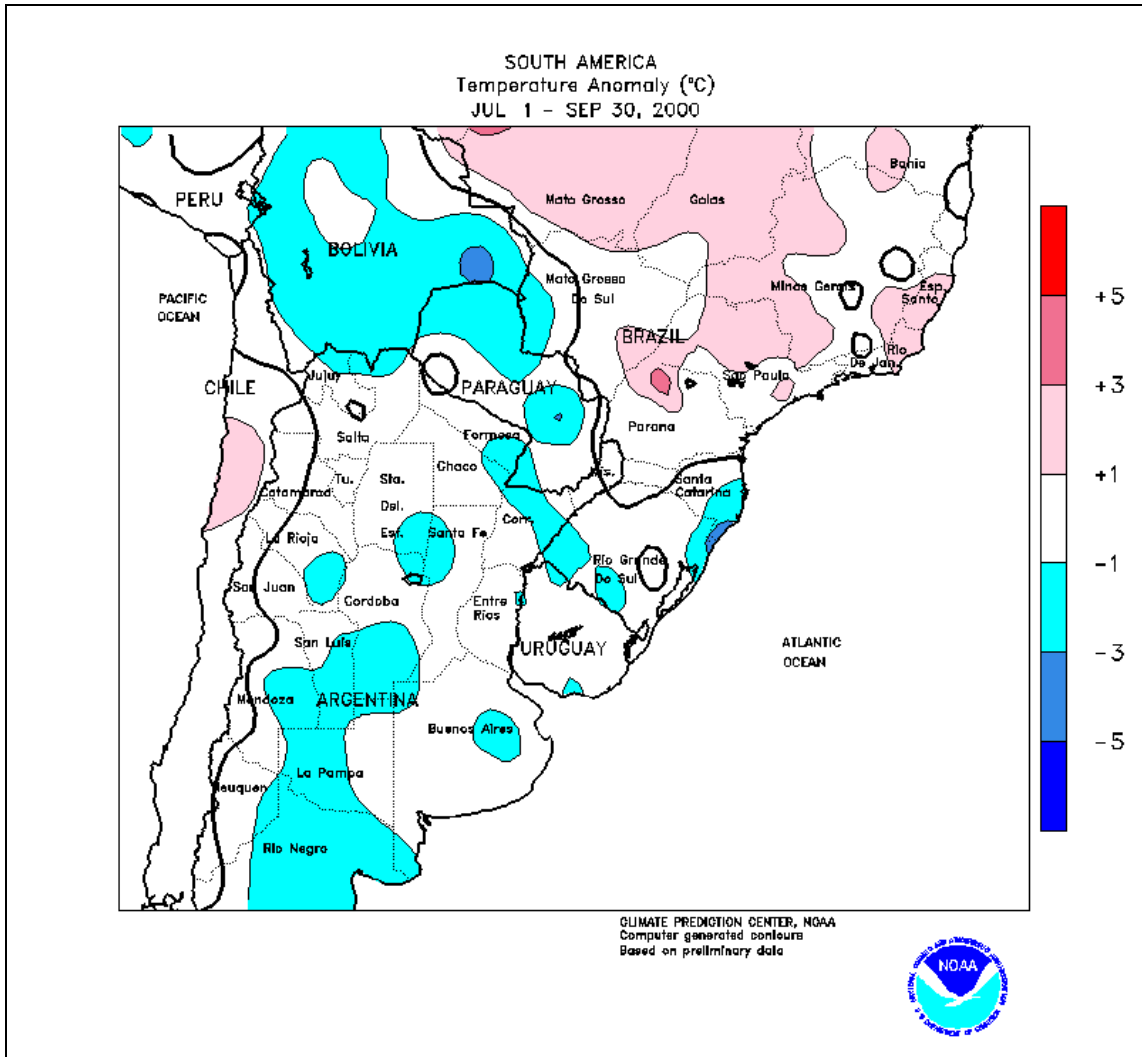 SOUTH AMERICA
Temperature Anomaly (°C)
JUL 1 - SEP 30, 2000
PERU
BOLIVIA
PACIFIC
OCEAN
Mato Grosso
Goias
Bahia
Mato Grosso
Do Sul
Minas Gerais
Esp.
Santo
BRAZIL
Rio
De Jan.
Sao Paulo
CHILE
Jujuy
PARAGUAY
Parana
Salta
Formosa
Chaco
Tu.
Sta.
Del.
Est.
Catamarca
Mis.
Santa
Catarina
Corr.
La Rioja
Santa Fe
Rio Grande
Do Sul
San Juan
Cordoba
Entre
Rios
San Luis
URUGUAY
ATLANTIC
OCEAN
Mendoza
ARGENTINA
Buenos Aires
La Pampa
Neuquen
Rio Negro
+5
+3
+1
-1
-3
-5
CLIMATE PREDICTION CENTER, NOAA
Computer generated contours
Based on preliminary data
NOAA